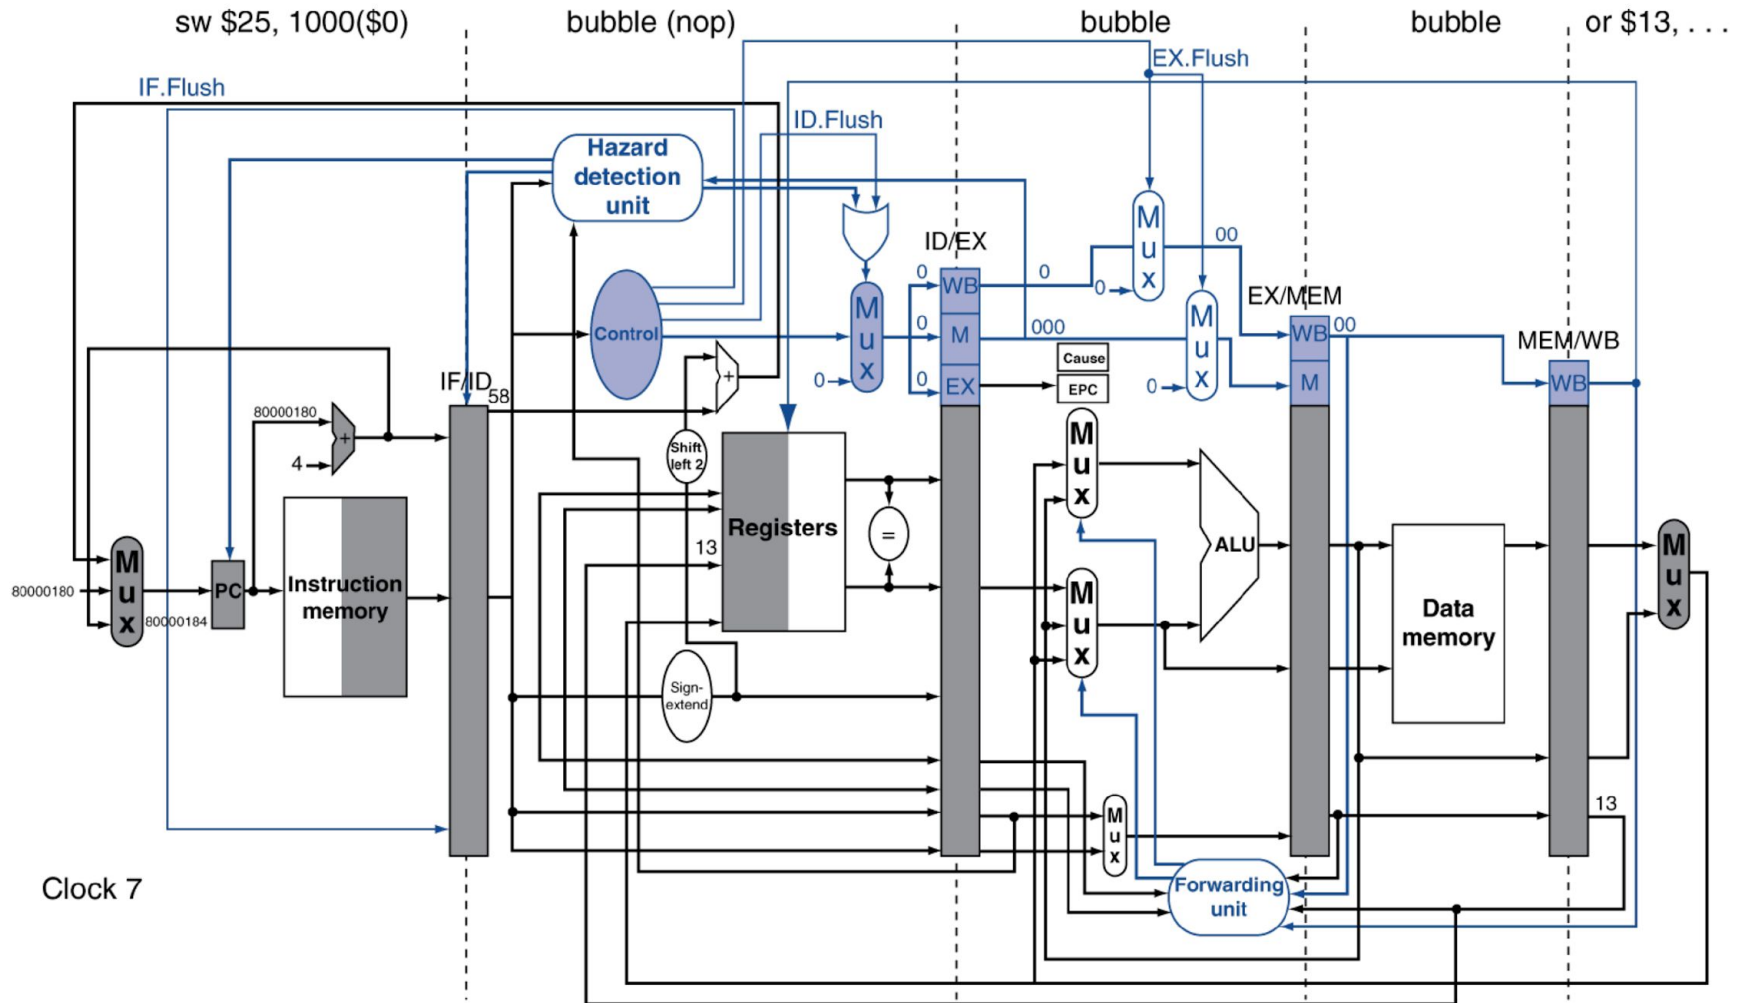 sw $25, 1000($0)
bubble (nop)
bubble
bubble
or $13, . . .
IF.Flush
EX.Flush
ID.Flush
Hazard
detection
unit
M
u
x
00
ID/EX
0
WB
0
0
EX/MEM
Control
M
u
x
0
M
000
M
u
x
WB
00
MEM/WB
Cause
IF/ID
58
+
0
0
EX
EPC
0
M
WB
80000180
+
4
Shift
left 2
M
u
x
Registers
=
13
ALU
M
u
x
80000180
PC
80000184
Instruction
memory
M
u
x
Data
memory
M
u
x
Sign-
extend
M
u
x
13
Forwarding
unit
Clock 7